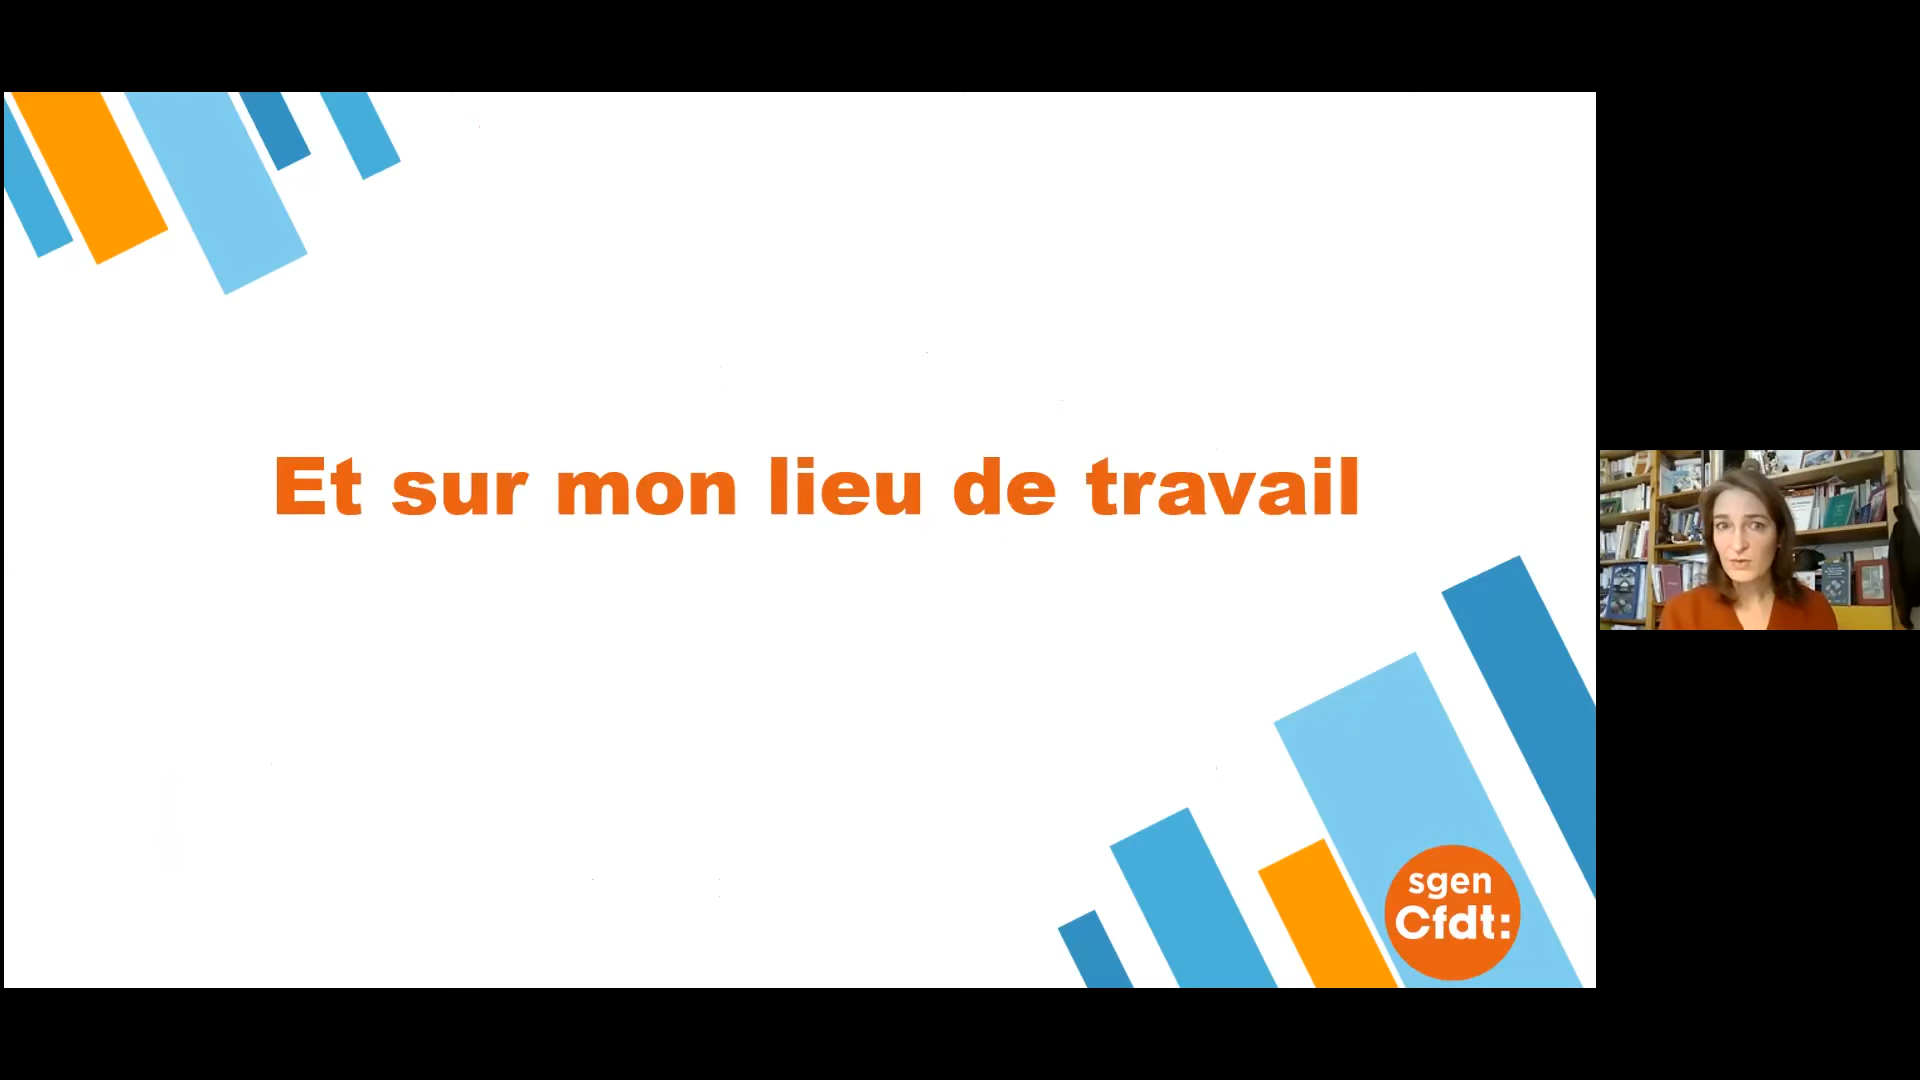 Et sur mon lieu de travail
sgen
Cfdt: